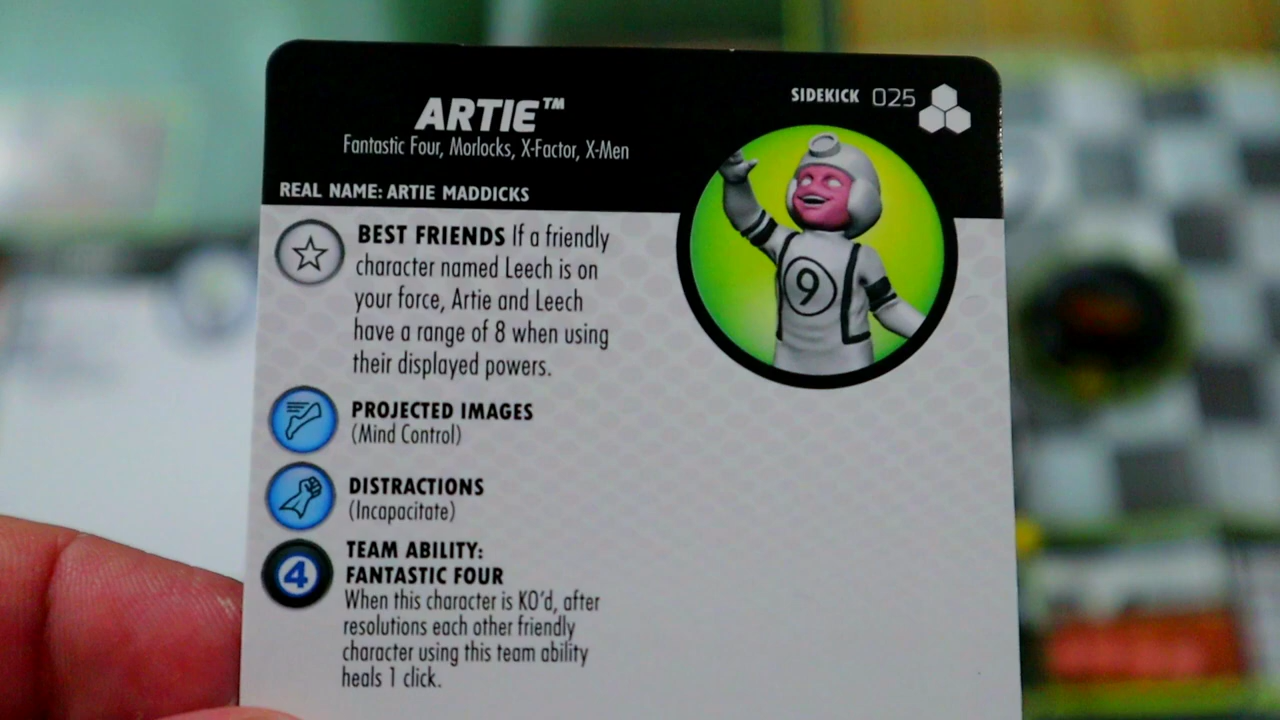 ARTIE™
SIDEKICK 025
Fantastic Four, Morlocks, X-Factor, X-Men
REAL NAME: ARTIE MADDICKS
BEST FRIENDS If a friendly
character named Leech is on
your force, Artie and Leech
have a range of 8 when using
their displayed powers.
PROJECTED IMAGES
(Mind Control)
DISTRACTIONS
(Incapacitate)
TEAM ABILITY:
FANTASTIC FOUR
When this character is KO'd, after
resolutions each other friendly
character using this team ability
heals 1 click.
9
4